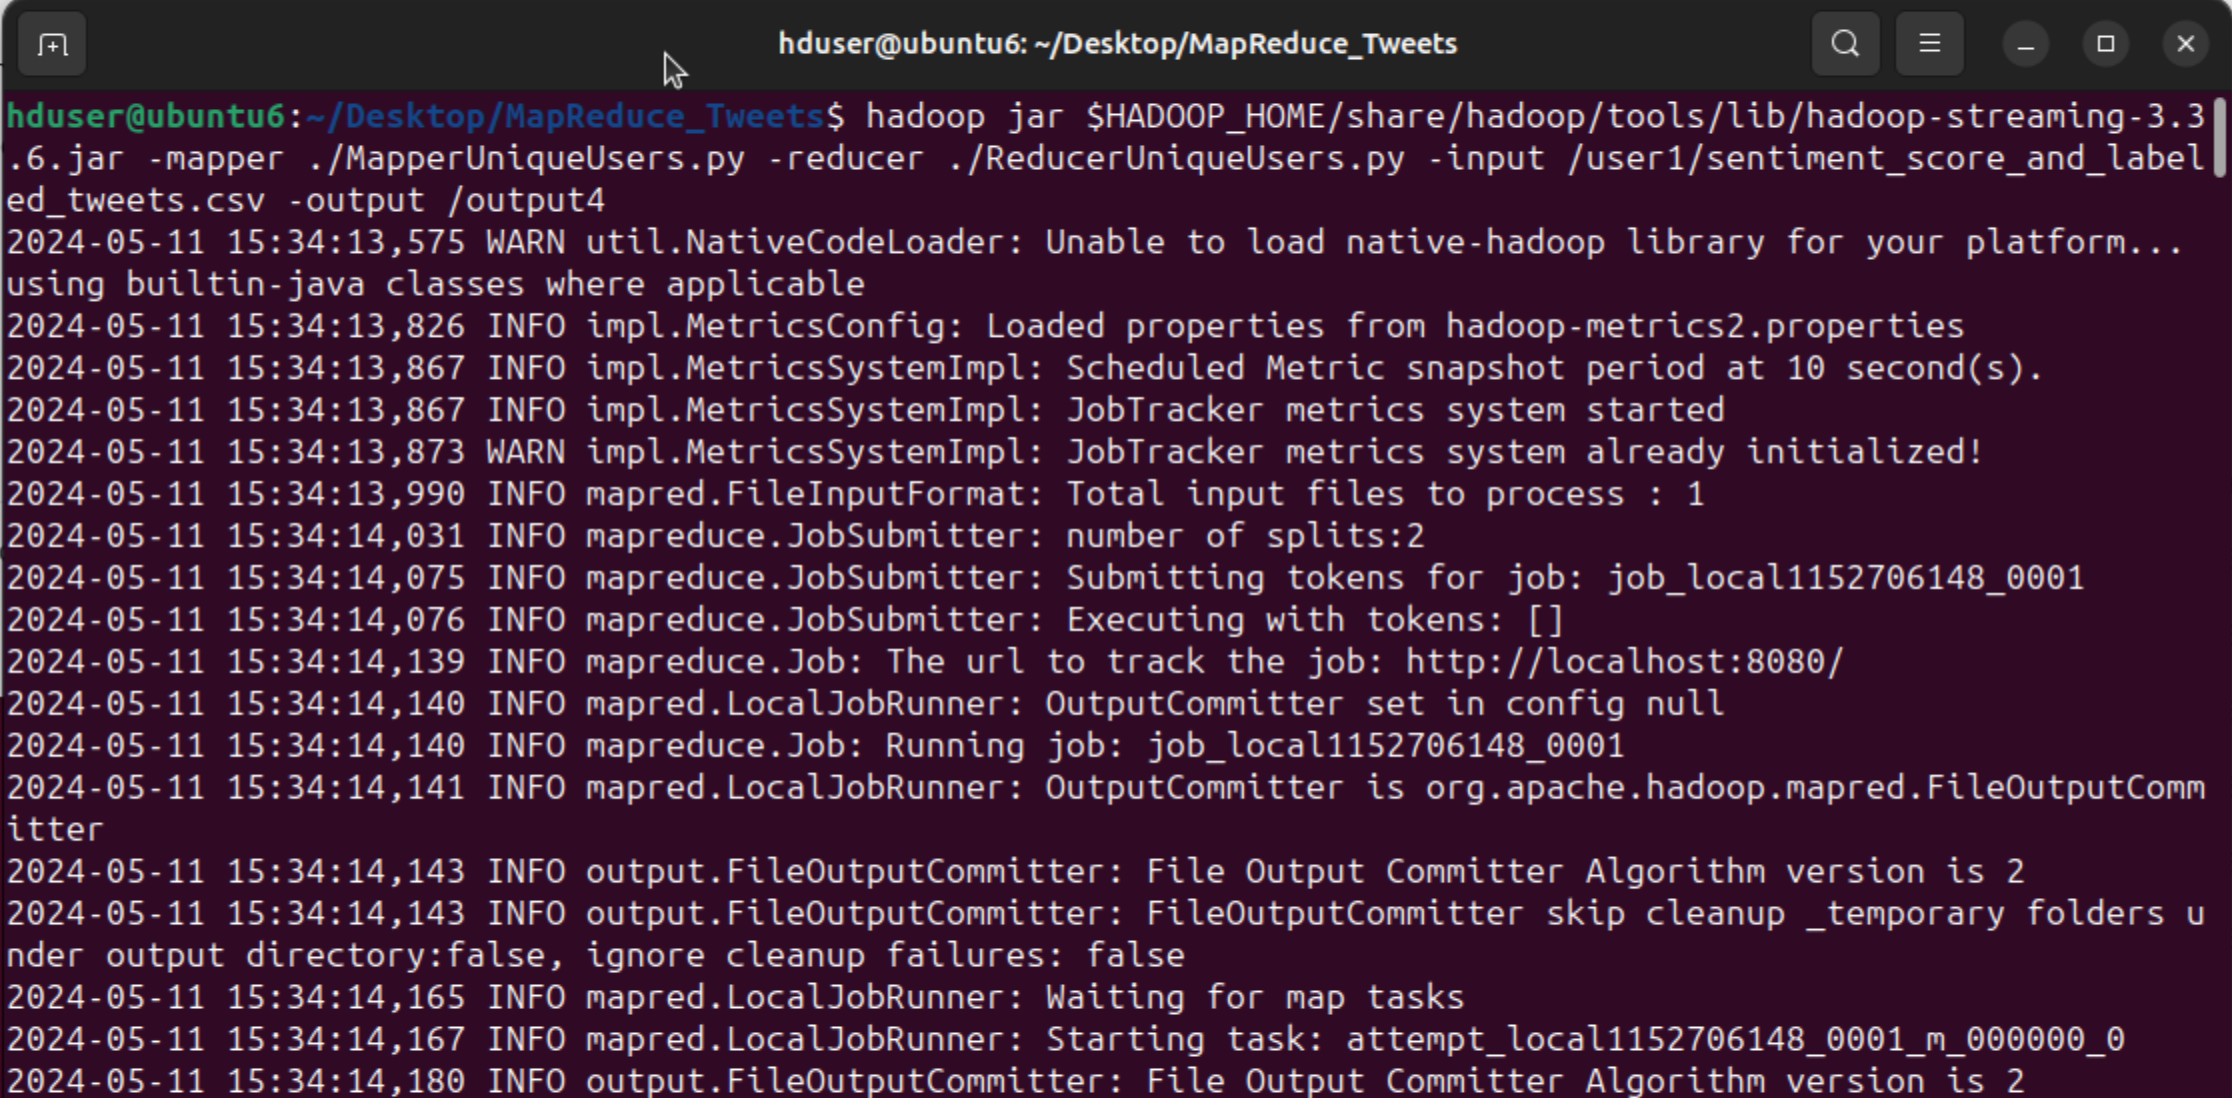 hduser@ubuntu6: ~/Desktop/MapReduce_Tweets
hduser@ubuntu6:~/Desktop/MapReduce_Tweets$ hadoop jar $HADOOP_HOME/share/hadoop/tools/lib/hadoop-streaming-3.3
.6.jar -mapper ./MapperUniqueUsers.py -reducer ./ReducerUniqueUsers.py -input /user1/sentiment_score_and_label
ed_tweets.csv -output /output4
2024-05-11 15:34:13,575 WARN util.NativeCodeLoader: Unable to load native-hadoop library for your platform...
using builtin-java classes where applicable
2024-05-11 15:34:13,826 INFO impl.MetricsConfig: Loaded properties from hadoop-metrics2.properties
2024-05-11 15:34:13,867 INFO impl.MetricsSystemImpl: Scheduled Metric snapshot period at 10 second(s).
2024-05-11 15:34:13,867 INFO impl.MetricsSystemImpl: JobTracker metrics system started
2024-05-11 15:34:13,873 WARN impl.MetricsSystemImpl: JobTracker metrics system already initialized!
2024-05-11 15:34:13,990 INFO mapred.FileInputFormat: Total input files to process : 1
2024-05-11 15:34:14,031 INFO mapreduce.JobSubmitter: number of splits:2
2024-05-11 15:34:14,075 INFO mapreduce.JobSubmitter: Submitting tokens for job: job_local1152706148_0001
2024-05-11 15:34:14,076 INFO mapreduce.JobSubmitter: Executing with tokens: []
2024-05-11 15:34:14,139 INFO mapreduce.Job: The url to track the job: http://localhost:8080/
2024-05-11 15:34:14,140 INFO mapred.LocalJobRunner: OutputCommitter set in config null
2024-05-11 15:34:14,140 INFO mapreduce.Job: Running job: job_local1152706148_0001
2024-05-11 15:34:14,141 INFO mapred.LocalJobRunner: OutputCommitter is org.apache.hadoop.mapred.FileOutputComm
itter
2024-05-11 15:34:14,143 INFO output.FileOutputCommitter: File Output Committer Algorithm version is 2
2024-05-11 15:34:14,143 INFO output.FileOutputCommitter: FileOutputCommitter skip cleanup _temporary folders u
nder output directory:false, ignore cleanup failures: false
2024-05-11 15:34:14,165 INFO mapred.LocalJobRunner: Waiting for map tasks
2024-05-11 15:34:14,167 INFO mapred.LocalJobRunner: Starting task: attempt_local1152706148_0001_m_000000_0
2024-05-11 15:34:14,180 INFO output.FileOutputCommitter: File Output Committer Algorithm version is 2